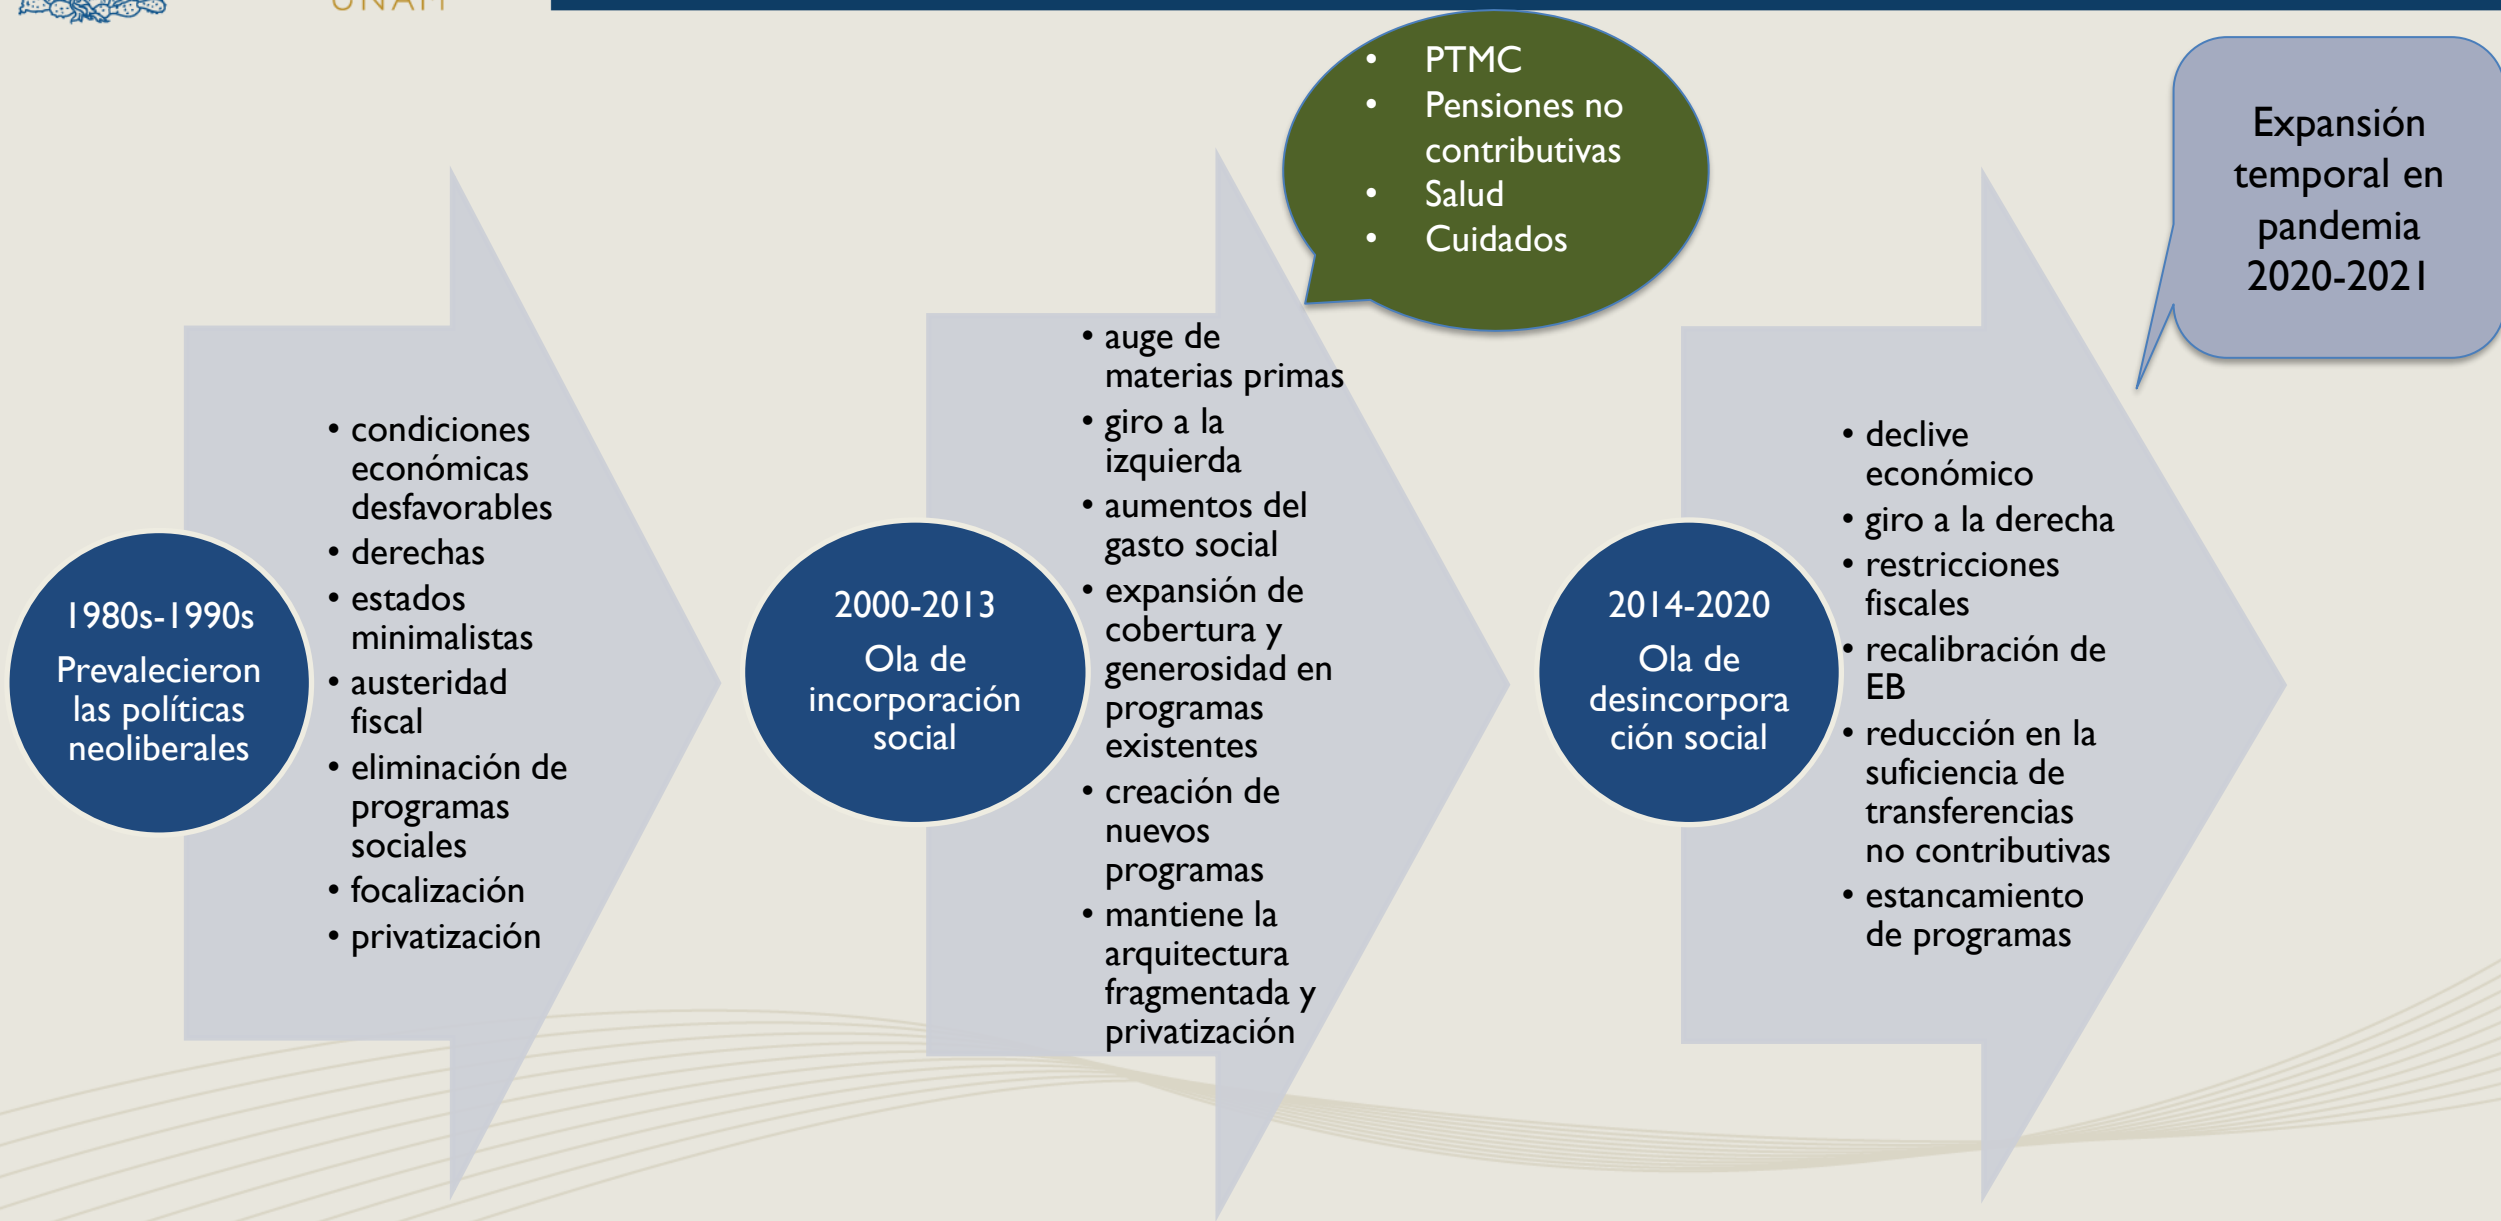 UNAM
1980s-1990s
Prevalecieron
las políticas
neoliberales
• condiciones
económicas
desfavorables
• derechas
• estados
minimalistas
• austeridad
fiscal
• eliminación de
programas
sociales
• focalización
• privatización
2000-2013
Ola de
incorporación
social
• auge de
materias primas
• giro a la
izquierda
• aumentos del
gasto social
• expansión de
cobertura y
generosidad en
programas
existentes
• creación de
nuevos
programas
• mantiene la
arquitectura
fragmentada y
privatización
• PTMC
• Pensiones no
contributivas
• Salud
• Cuidados
2014-2020
Ola de
desincorpora
ción social
• declive
económico
• giro a la derecha
• restricciones
fiscales
• recalibración de
EB
• reducción en la
suficiencia de
transferencias
no contributivas
• estancamiento
de programas
Expansión
temporal en
pandemia
2020-2021